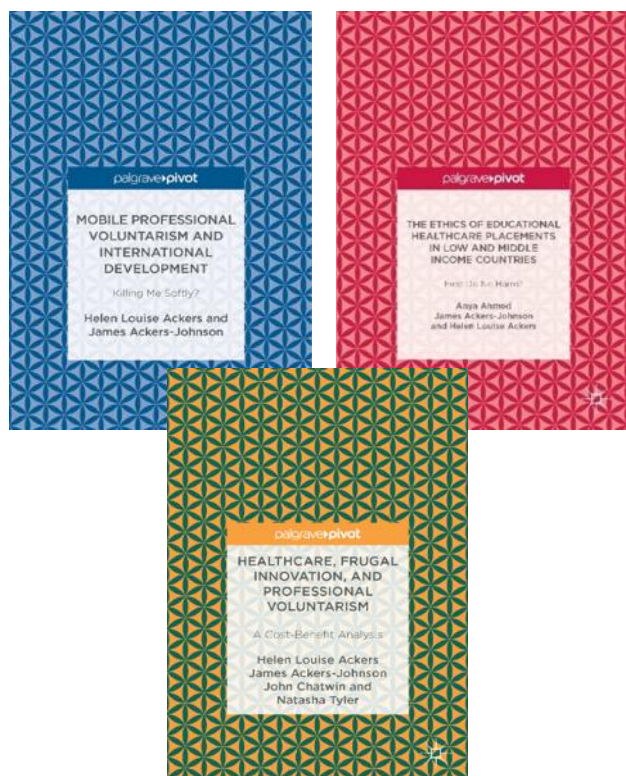 palgrave▸pivot
MOBILE PROFESSIONAL
VOLUNTARISM AND
INTERNATIONAL
DEVELOPMENT
Killing Me Softly?
Helen Louise Ackers and
James Ackers-Johnson
palgrave▸pivot
THE ETHICS OF EDUCATIONAL
HEALTHCARE PLACEMENTS
IN LOW AND MIDDLE
INCOME COUNTRIES
First Do No Harm?
Anya Ahmed
James Ackers-Johnson
and Helen Louise Ackers
palgrave▸pivot
HEALTHCARE, FRUGAL
INNOVATION, AND
PROFESSIONAL
VOLUNTARISM
A Cost-Benefit Analysis
Helen Louise Ackers
James Ackers-Johnson
John Chatwin and
Natasha Tyler